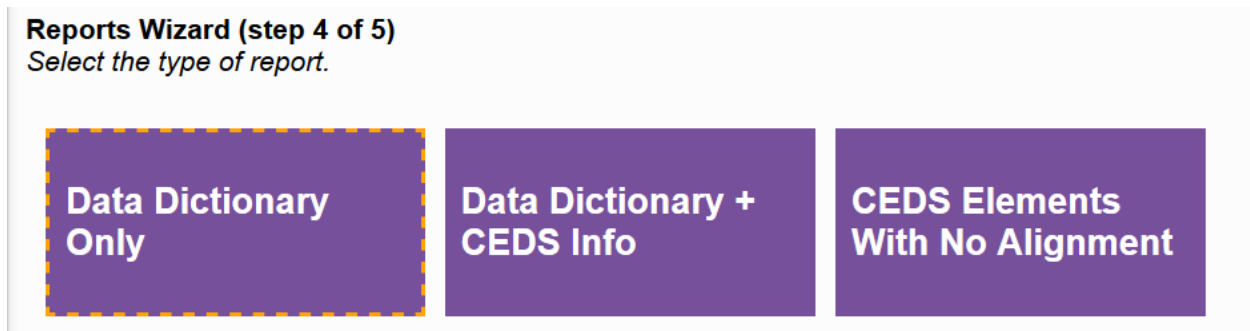 Reports Wizard (step 4 of 5)
Select the type of report.
Data Dictionary
Only
Data Dictionary +
CEDS Info
CEDS Elements
With No Alignment